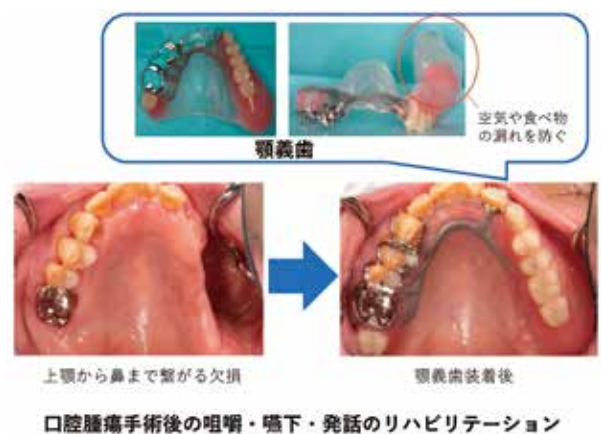 空気や食べ物
の漏れを防ぐ
顎義歯
上顎から鼻まで繋がる欠損
顎義歯装着後
口腔腫瘍手術後の咀嚼・嚥下・発話のリハビリテーション